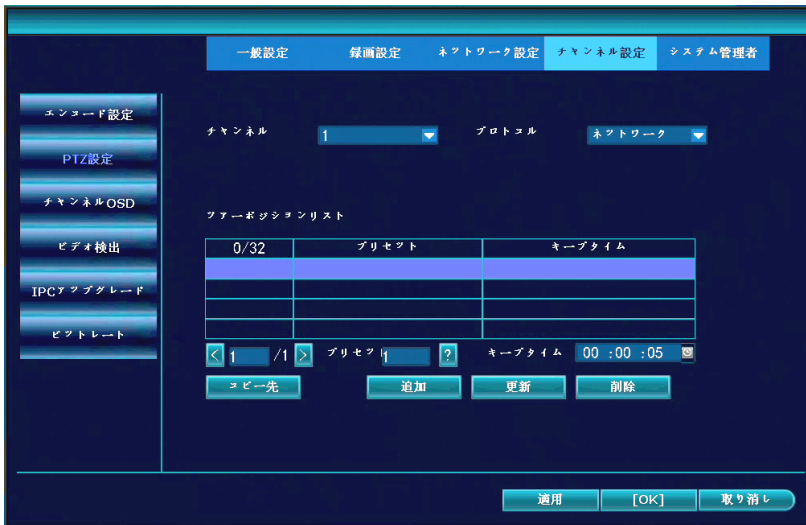 一般設定 録画設定 ネットワーク設定 チャンネル設定 システム管理者
エンコード設定
PTZ設定
チャンネルOSD
ビデオ検出
IPCアップグレード
ビットレート
チャンネル 1 プロトコル ネットワーク
ツアーポジションリスト
0/32 プリセット キープタイム
< 1 /1 > プリセット 1 ? キープタイム 00 :00 :05
コピー先 追加 更新 削除
適用 [OK] 取り消し